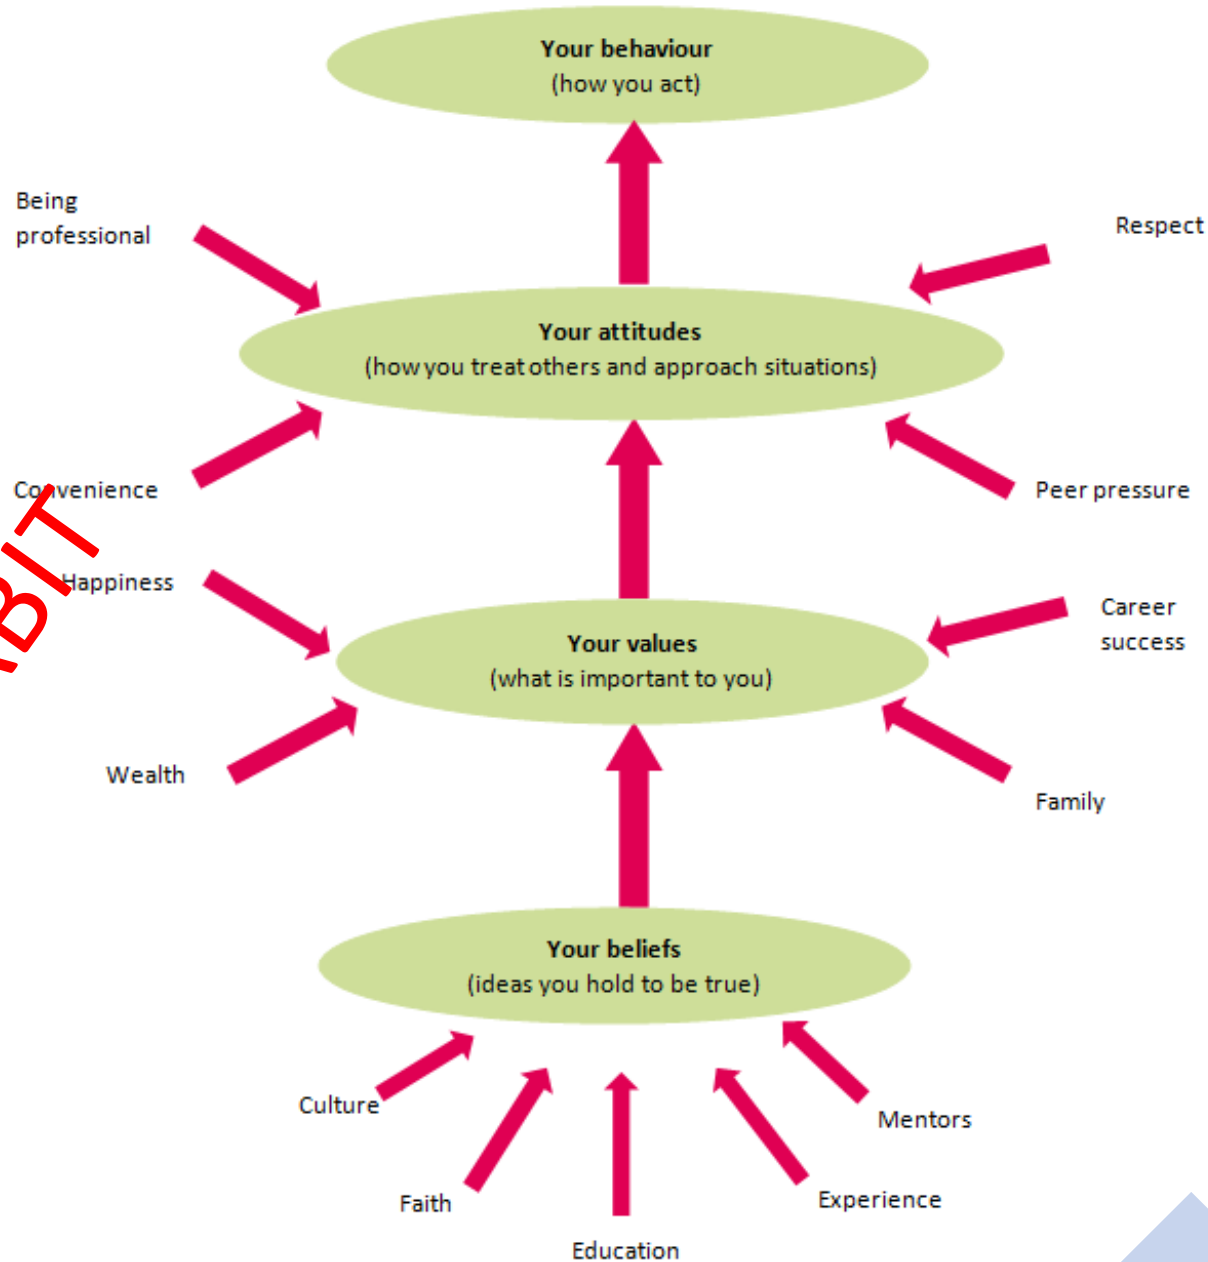 Your behaviour
(how you act)
Being
professional
Respect
Your attitudes
(how you treat others and approach situations)
Convenience
Peer pressure
Happiness
Career
success
Your values
(what is important to you)
Wealth
Family
Your beliefs
(ideas you hold to be true)
Culture
Mentors
Faith
Experience
Education